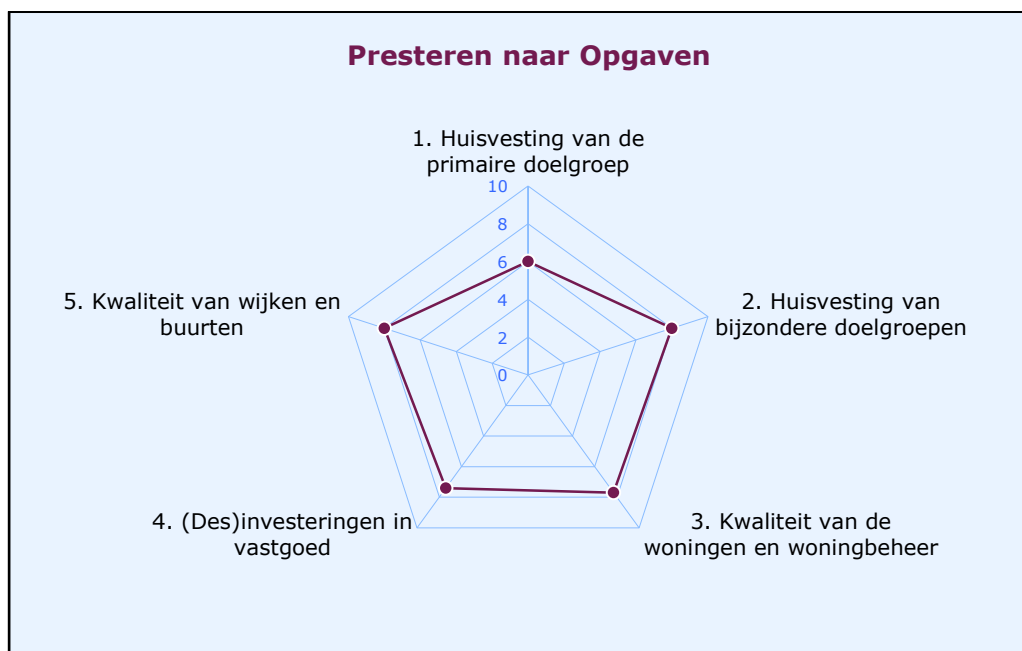 Presteren naar Opgaven
1. Huisvesting van de
primaire doelgroep
10
8
6
4
2
0
5. Kwaliteit van wijken en
buurten
2. Huisvesting van
bijzondere doelgroepen
4. (Des)investeringen in
vastgoed
3. Kwaliteit van de
woningen en woningbeheer